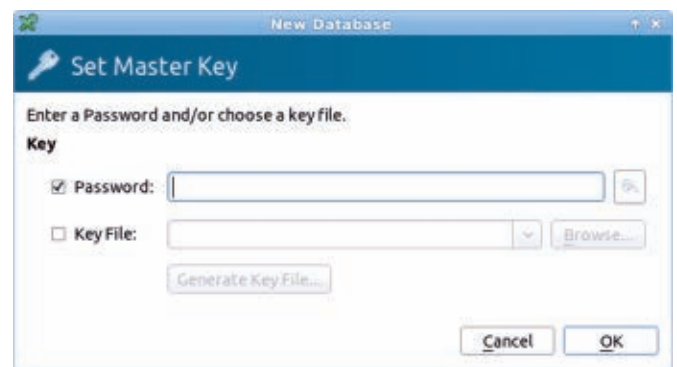 New Database
Set Master Key
Enter a Password and/or choose a key file.
Key
Password:
Key File:
Browse...
Generate Key File...
Cancel
OK